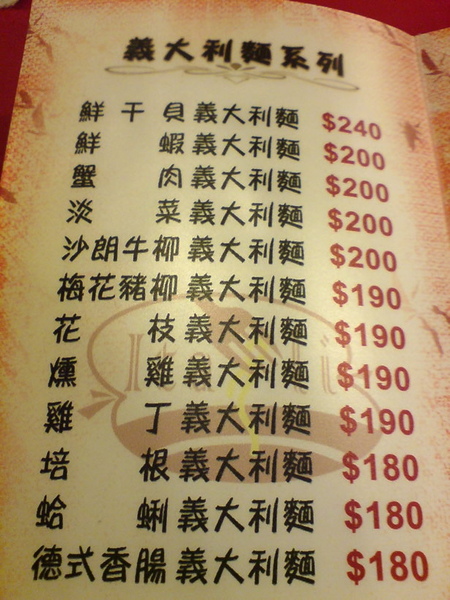 義大利麵系列
鮮干貝義大利麵 $240
鮮蝦義大利麵 $200
蟹肉義大利麵 $200
淡菜義大利麵 $200
沙朗牛柳義大利麵 $200
梅花豬柳義大利麵 $190
花枝義大利麵 $190
燻雞義大利麵 $190
雞丁義大利麵 $190
培根義大利麵 $180
蛤蜊義大利麵 $180
德式香腸義大利麵 $180